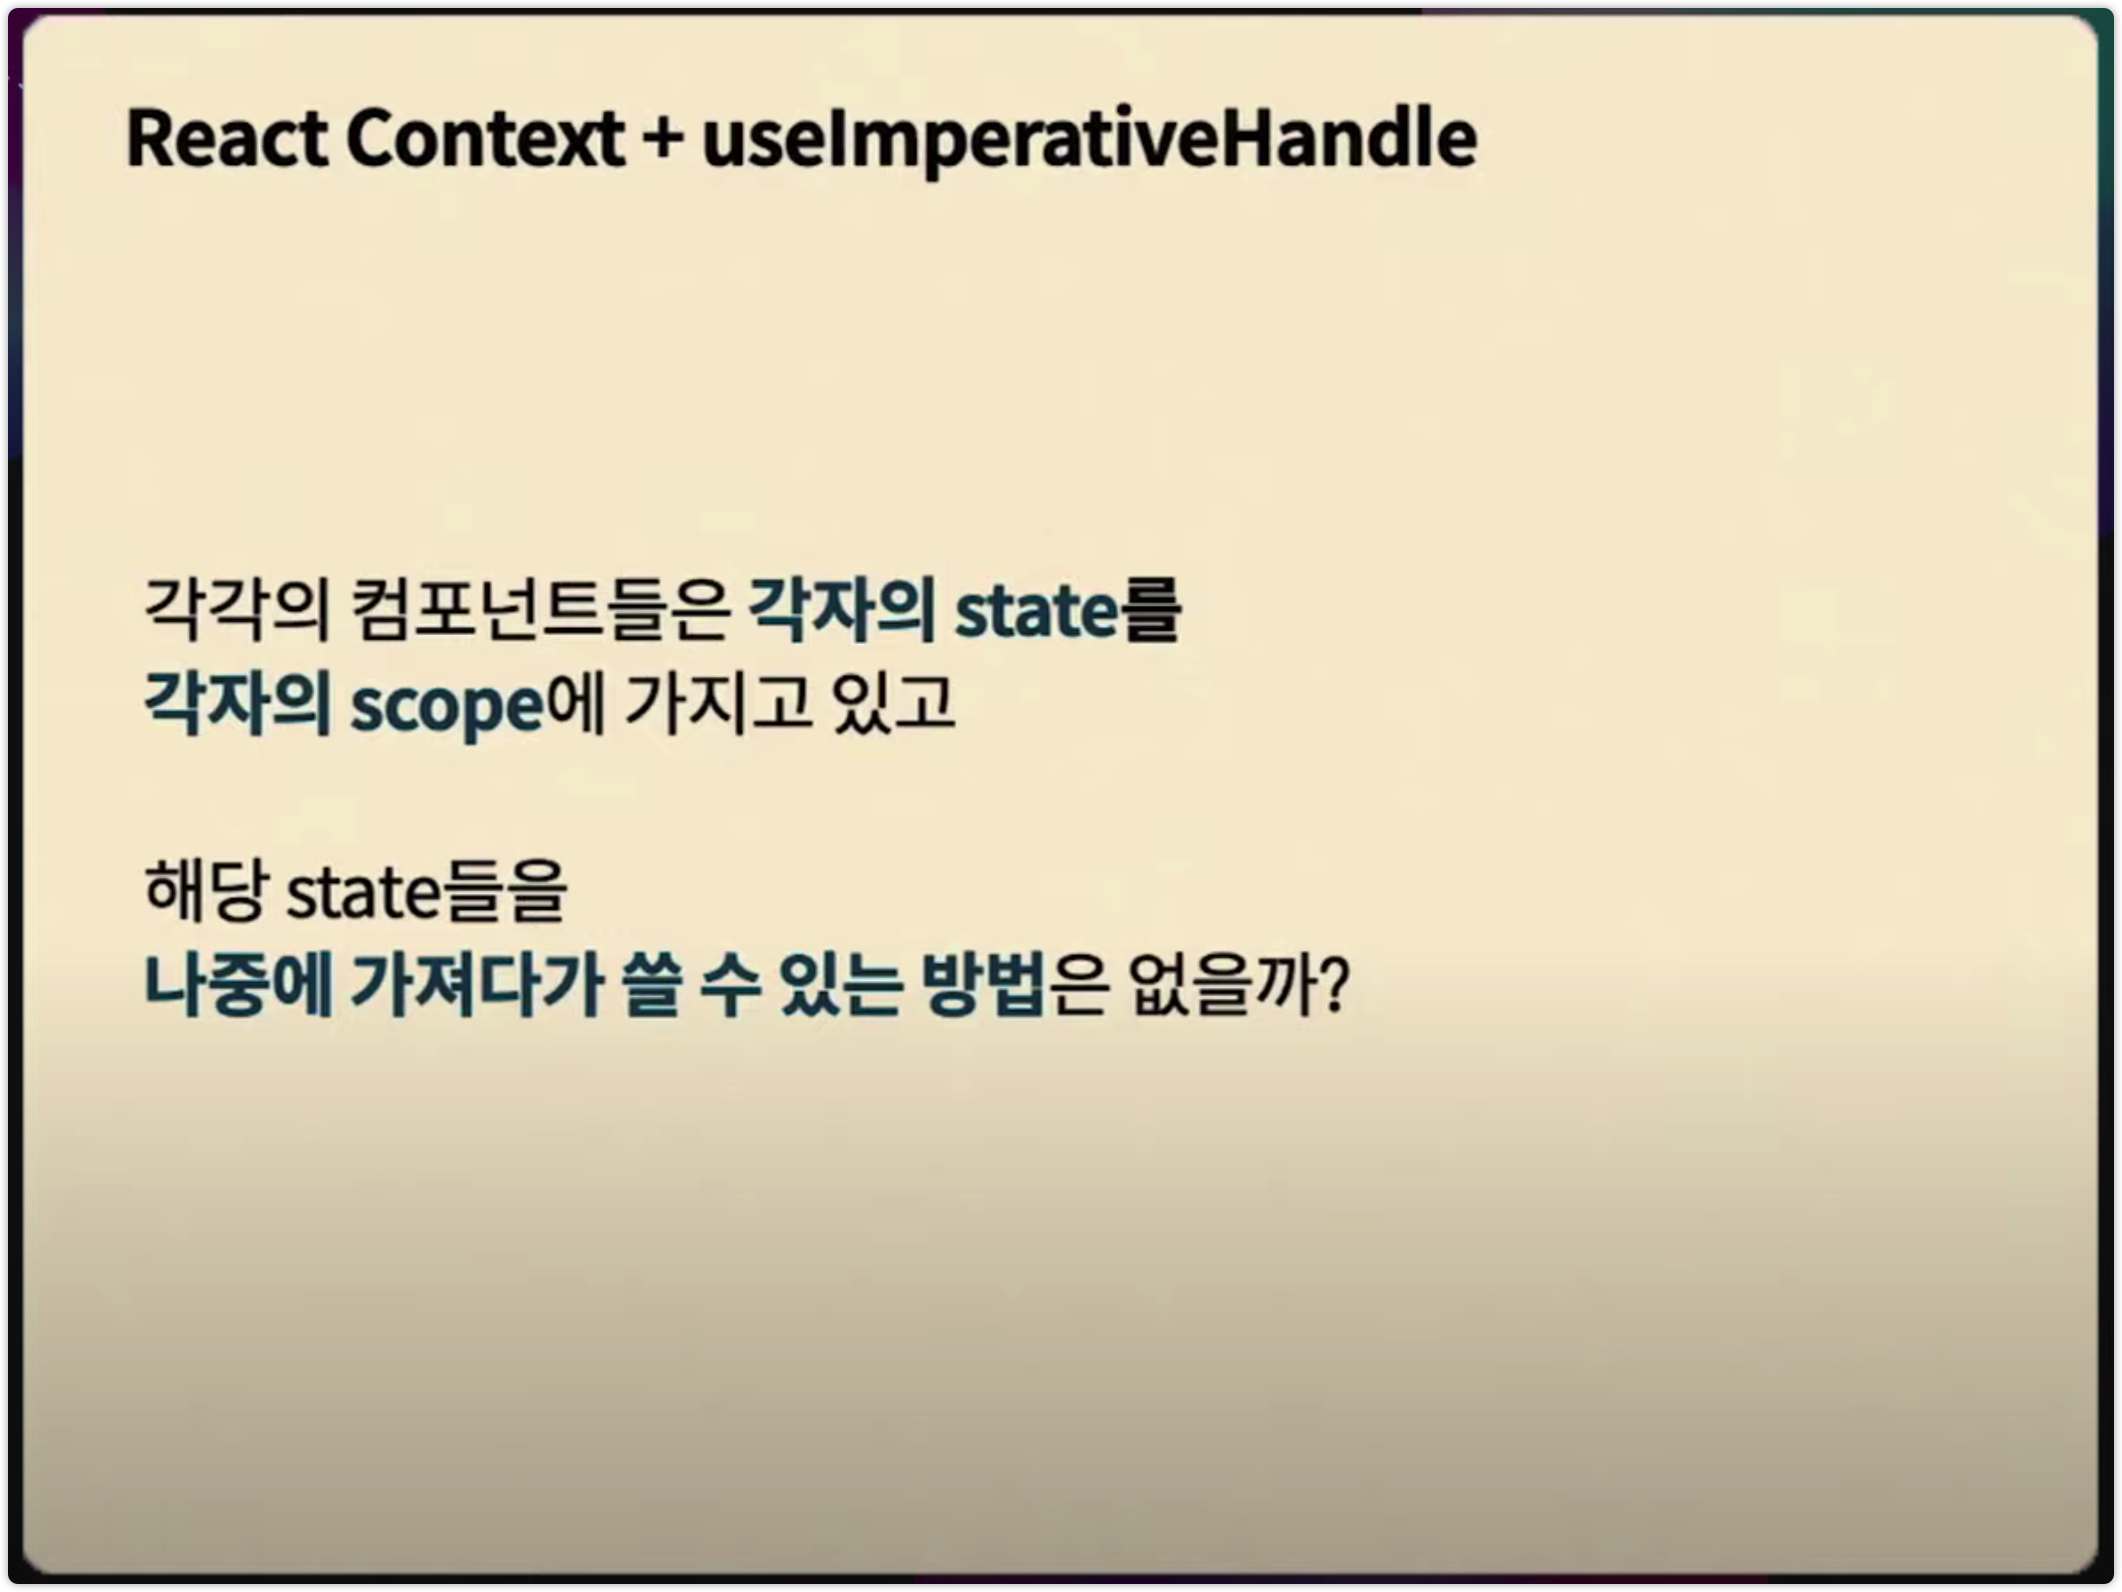 React Context + useImperativeHandle
각각의 컴포넌트들은 각자의 state를
각자의 scope에 가지고 있고
해당 state들을
나중에 가져다가 쓸 수 있는 방법은 없을까?